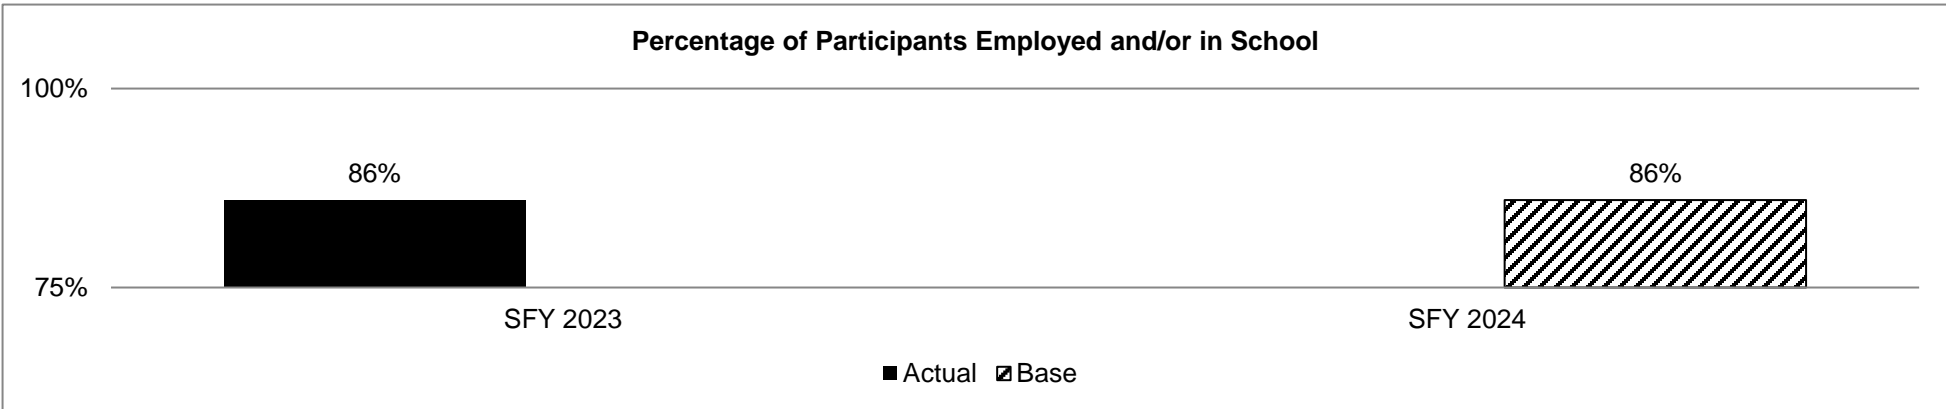 Percentage of Participants Employed and/or in School
100%
86%
86%
75%
SFY 2023
SFY 2024
Actual
Base